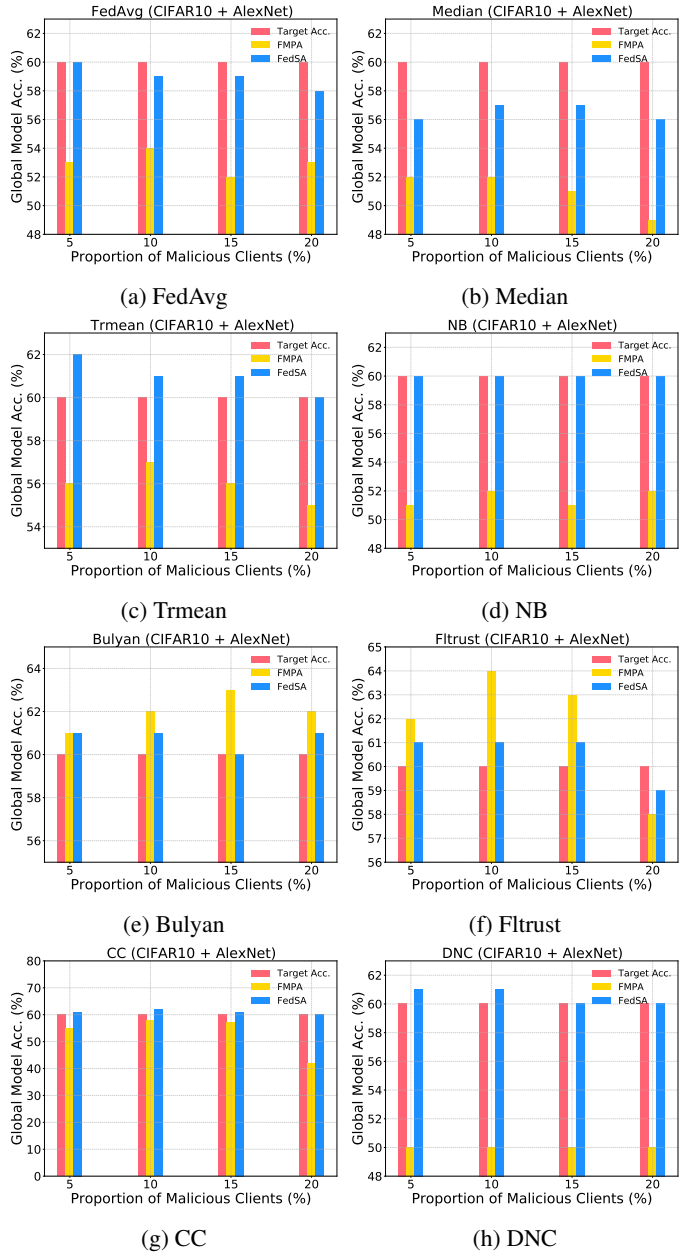 FedAvg (CIFAR10 + AlexNet)
Global Model Acc. (%)
62
60
58
56
54
52
50
48
Target Acc.
FMPA
FedSA
5 10 15 20
Proportion of Malicious Clients (%)
(a) FedAvg
Median (CIFAR10 + AlexNet)
Global Model Acc. (%)
62
60
58
56
54
52
50
48
Target Acc.
FMPA
FedSA
5 10 15 20
Proportion of Malicious Clients (%)
(b) Median
Trmean (CIFAR10 + AlexNet)
Global Model Acc. (%)
62
60
58
56
54
Target Acc.
FMPA
FedSA
5 10 15 20
Proportion of Malicious Clients (%)
(c) Trmean
NB (CIFAR10 + AlexNet)
Global Model Acc. (%)
62
60
58
56
54
52
50
48
Target Acc.
FMPA
FedSA
5 10 15 20
Proportion of Malicious Clients (%)
(d) NB
Bulyan (CIFAR10 + AlexNet)
Global Model Acc. (%)
64
62
60
58
56
Target Acc.
FMPA
FedSA
5 10 15 20
Proportion of Malicious Clients (%)
(e) Bulyan
Fltrust (CIFAR10 + AlexNet)
Global Model Acc. (%)
65
64
63
62
61
60
59
58
57
56
Target Acc.
FMPA
FedSA
5 10 15 20
Proportion of Malicious Clients (%)
(f) Fltrust
CC (CIFAR10 + AlexNet)
Global Model Acc. (%)
80
70
60
50
40
30
20
10
0
Target Acc.
FMPA
FedSA
5 10 15 20
Proportion of Malicious Clients (%)
(g) CC
DNC (CIFAR10 + AlexNet)
Global Model Acc. (%)
62
60
58
56
54
52
50
48
Target Acc.
FMPA
FedSA
5 10 15 20
Proportion of Malicious Clients (%)
(h) DNC